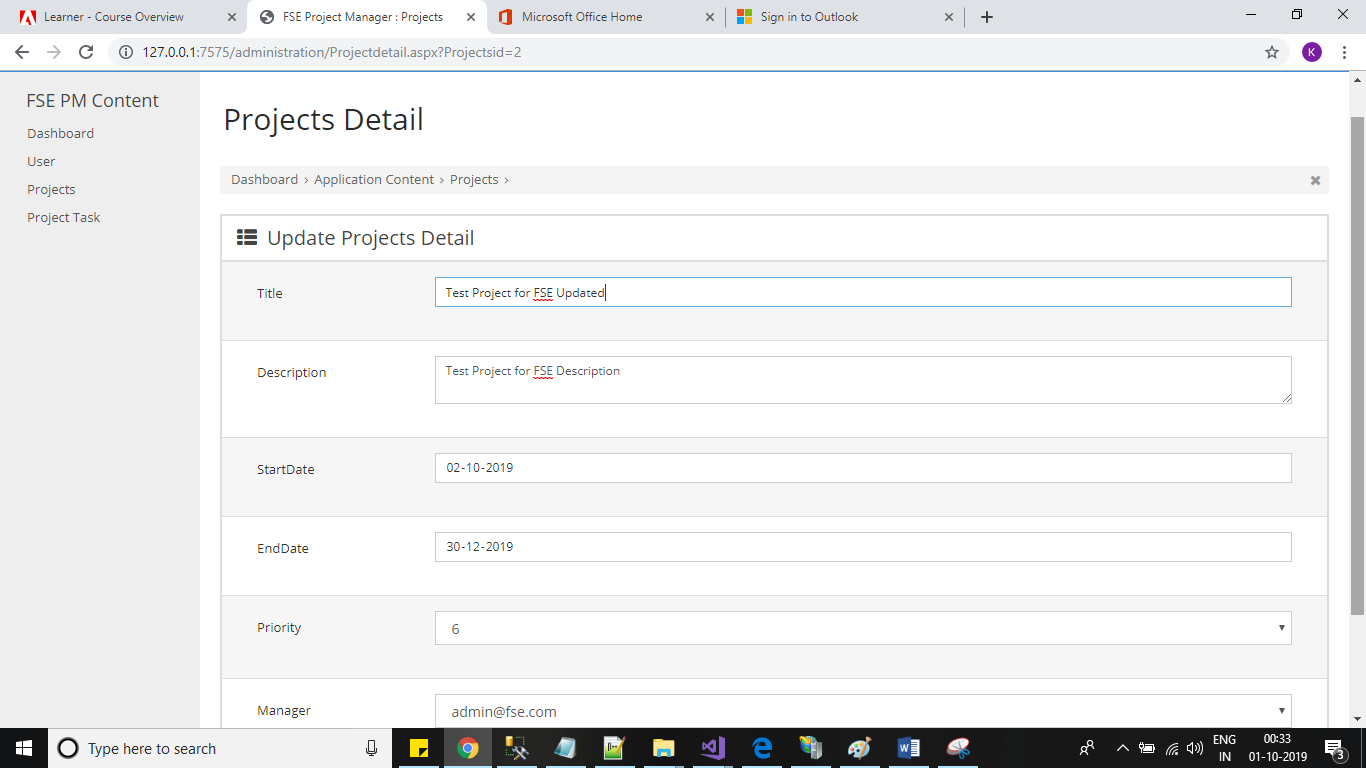 Learner - Course Overview
FSE Project Manager : Projects
Microsoft Office Home
Sign in to Outlook
127.0.0.1:7575/administration/Projectdetail.aspx?Projectsid=2
K
FSE PM Content
Dashboard
User
Projects
Project Task
Projects Detail
Dashboard › Application Content › Projects ›
Update Projects Detail
Title
Test Project for FSE Updated
Description
Test Project for FSE Description
StartDate
02-10-2019
EndDate
30-12-2019
Priority
6
Manager
admin@fse.com
Type here to search
ENG
IN
00:33
01-10-2019
3